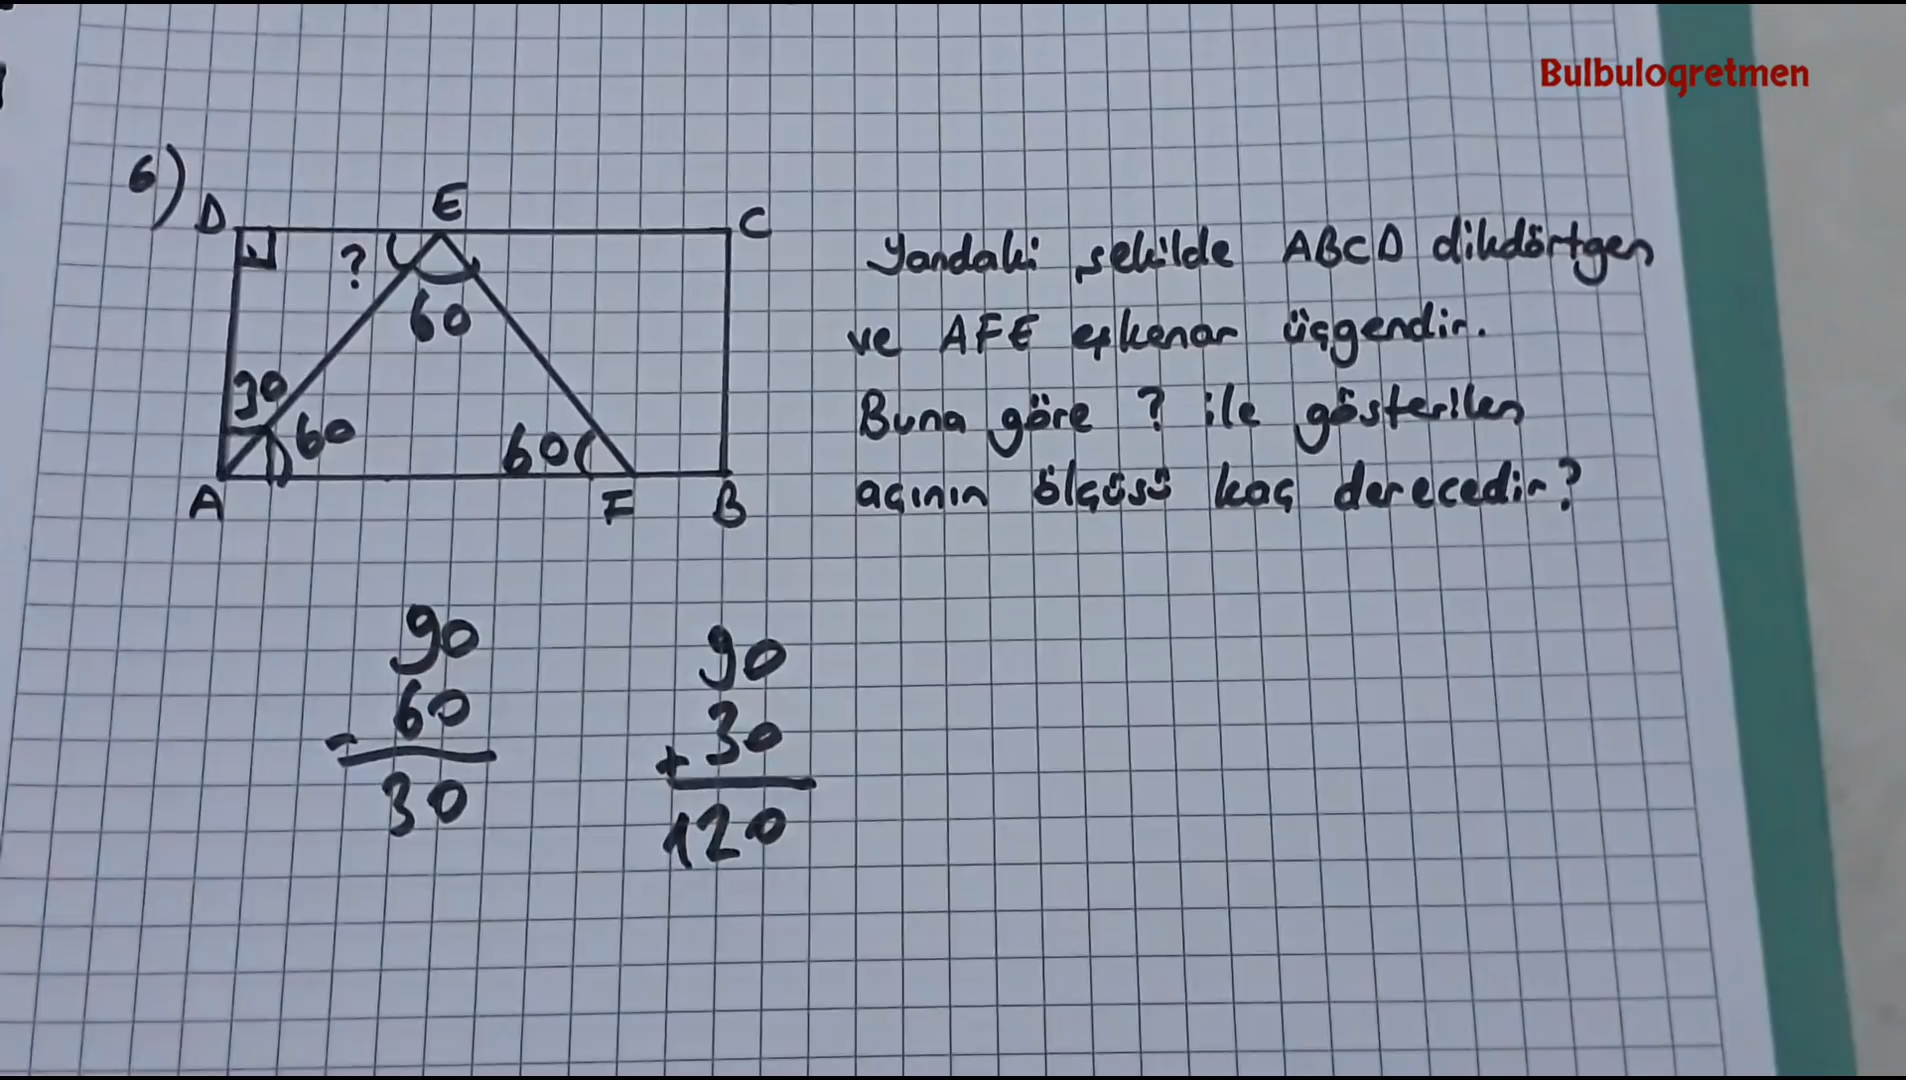 Bulbulogretmen
6)
D
E
C
?
60
30
60
60
A
F
B
Yandaki şekilde ABCD dikdörtgen
ve AFE eşkenar üçgendir.
Buna göre ? ile gösterilen
açının ölçüsü kaç derecedir?
90
- 60
30
90
+ 30
120